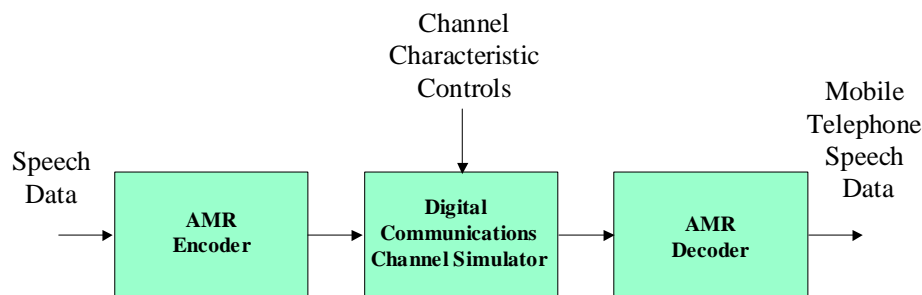 Channel
Characteristic
Controls
Mobile
Telephone
Speech
Data
Speech
Data
AMR
Encoder
Digital
Communications
Channel Simulator
AMR
Decoder